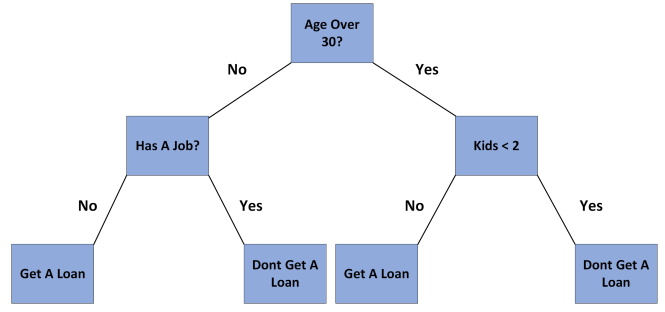 Age Over
30?
No
Yes
Has A Job?
Kids < 2
No
Yes
No
Yes
Get A Loan
Dont Get A
Loan
Get A Loan
Dont Get A
Loan